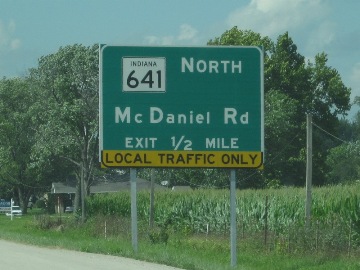 INDIANA
641 NORTH
McDaniel Rd
EXIT 1/2 MILE
LOCAL TRAFFIC ONLY